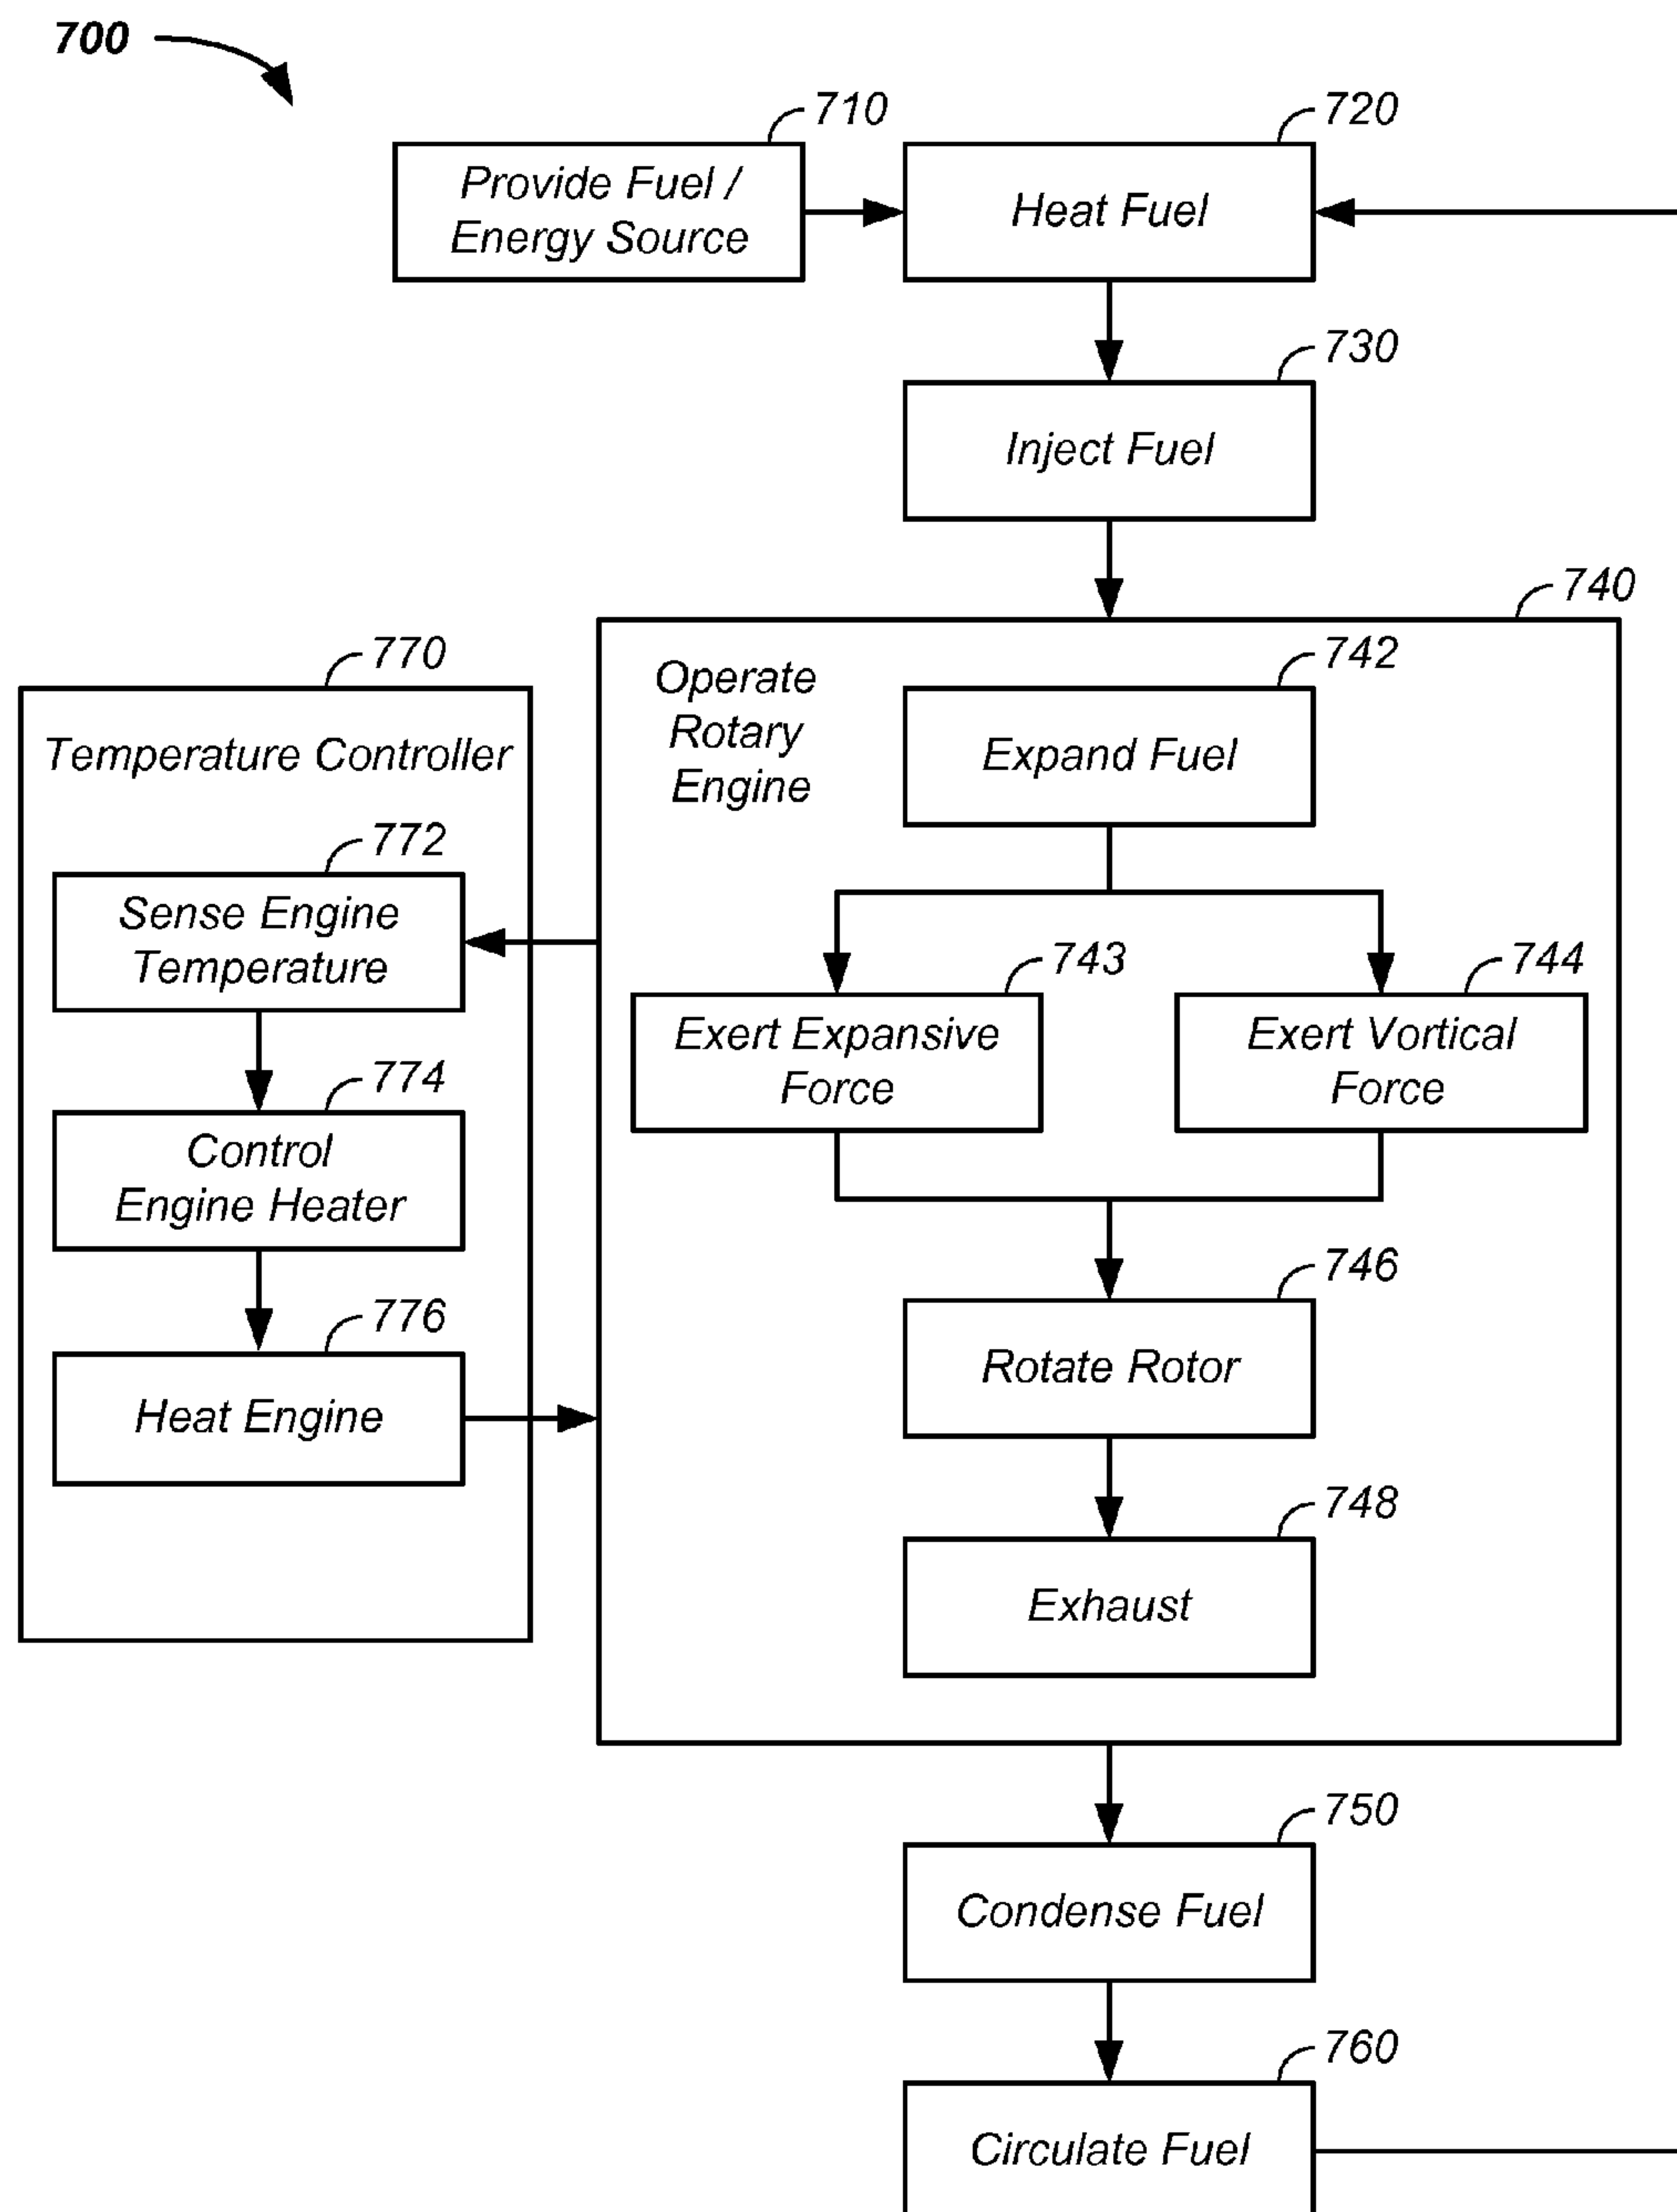 700
710
Provide Fuel /
Energy Source
720
Heat Fuel
730
Inject Fuel
740
Operate
Rotary
Engine
742
Expand Fuel
743
Exert Expansive
Force
744
Exert Vortical
Force
746
Rotate Rotor
748
Exhaust
770
Temperature Controller
772
Sense Engine
Temperature
774
Control
Engine Heater
776
Heat Engine
750
Condense Fuel
760
Circulate Fuel